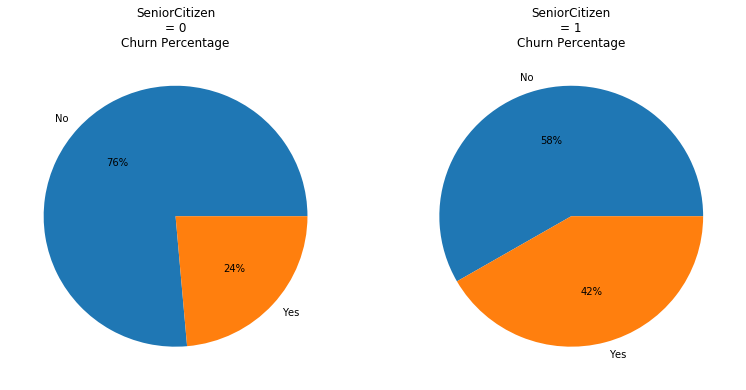 SeniorCitizen
= 0
Churn Percentage
No
76%
24%
Yes
SeniorCitizen
= 1
Churn Percentage
No
58%
42%
Yes